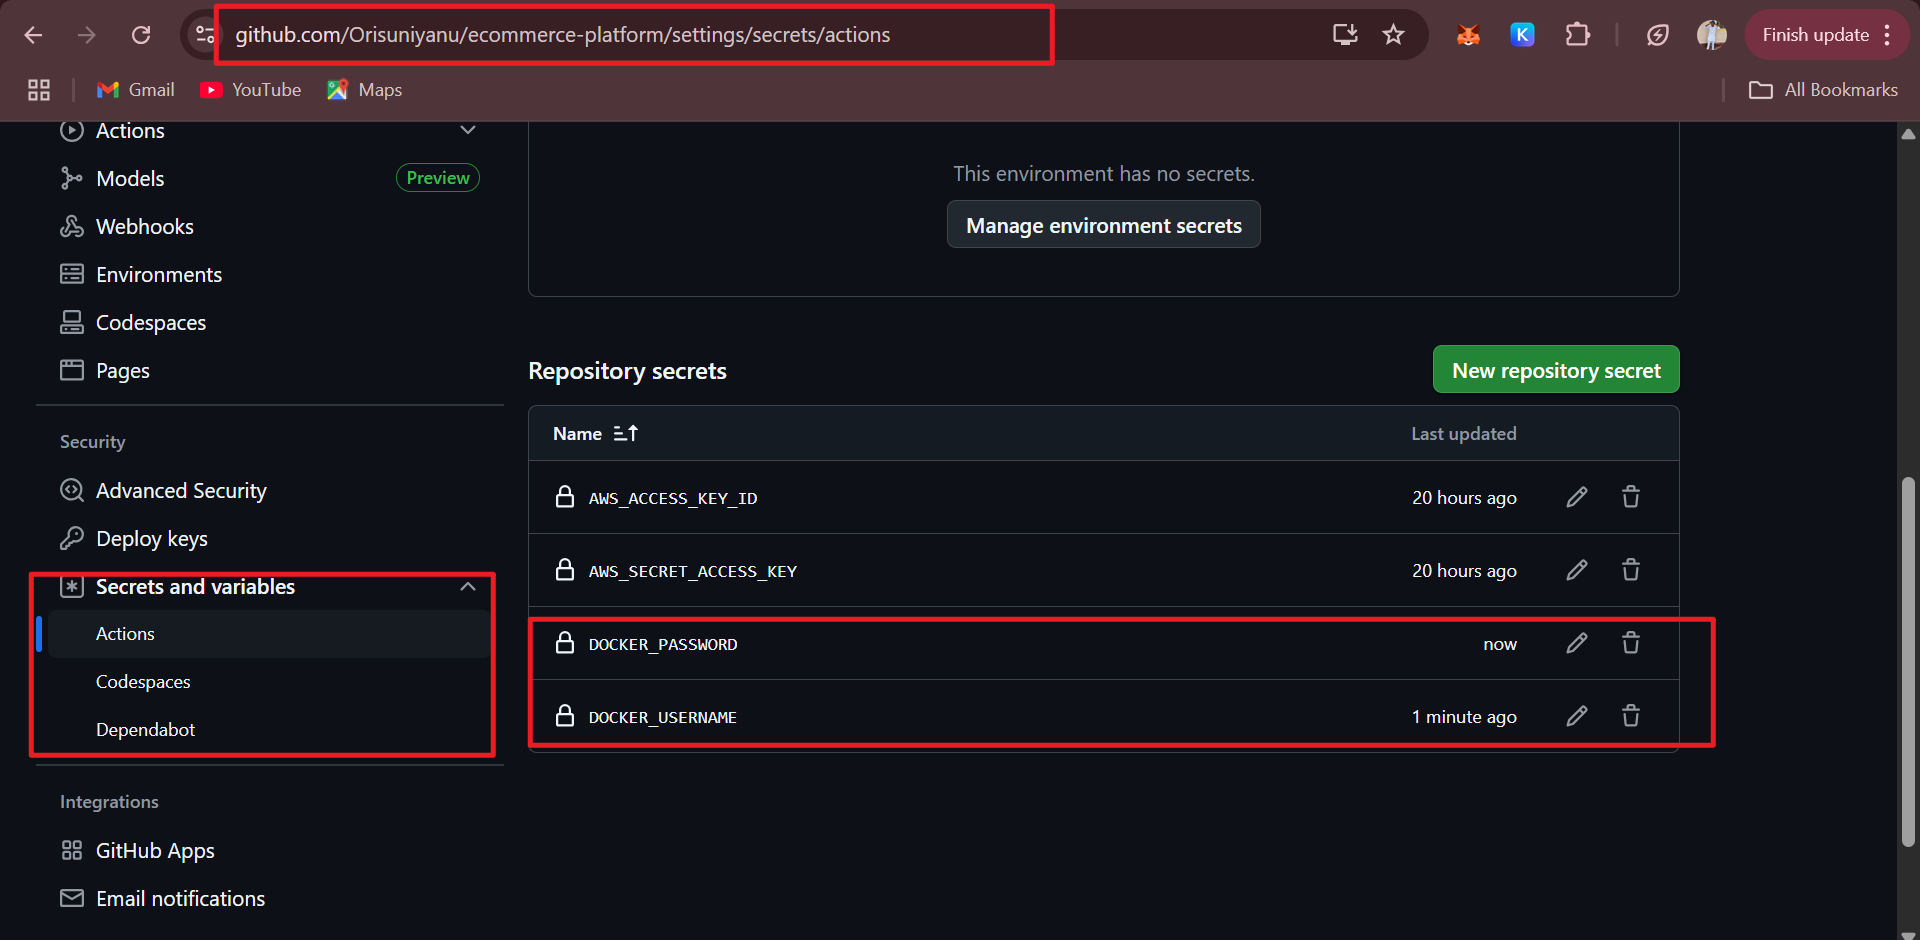 github.com/Orisuniyanu/ecommerce-platform/settings/secrets/actions
Finish update
Gmail
YouTube
Maps
All Bookmarks
Actions
Models
Preview
Webhooks
Environments
Codespaces
Pages
Security
Advanced Security
Deploy keys
Secrets and variables
Actions
Codespaces
Dependabot
Integrations
GitHub Apps
Email notifications
This environment has no secrets.
Manage environment secrets
Repository secrets
New repository secret
Name
Last updated
AWS_ACCESS_KEY_ID
20 hours ago
AWS_SECRET_ACCESS_KEY
20 hours ago
DOCKER_PASSWORD
now
DOCKER_USERNAME
1 minute ago